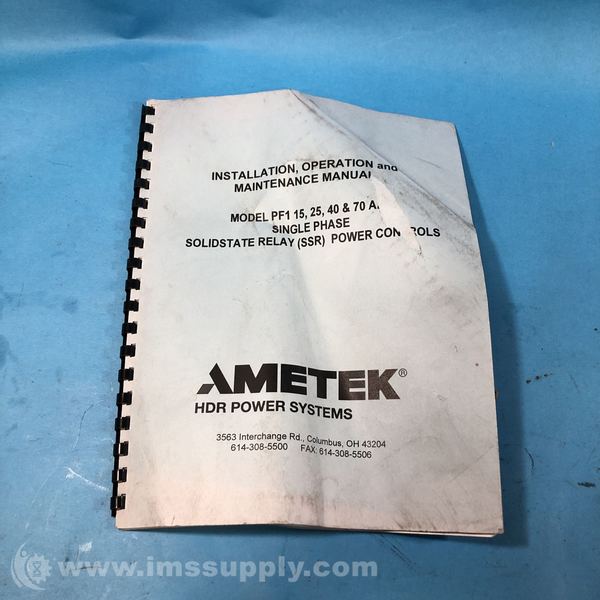 INSTALLATION, OPERATION and
MAINTENANCE MANUAL
MODEL PF1 15, 25, 40 & 70 A
SINGLE PHASE
SOLIDSTATE RELAY (SSR) POWER
AMETEK®
HDR POWER SYSTEMS
3563 Interchange Rd., Columbus, OH 43204
614-308-5500 FAX: 614-308-5506
www.imssupply.com